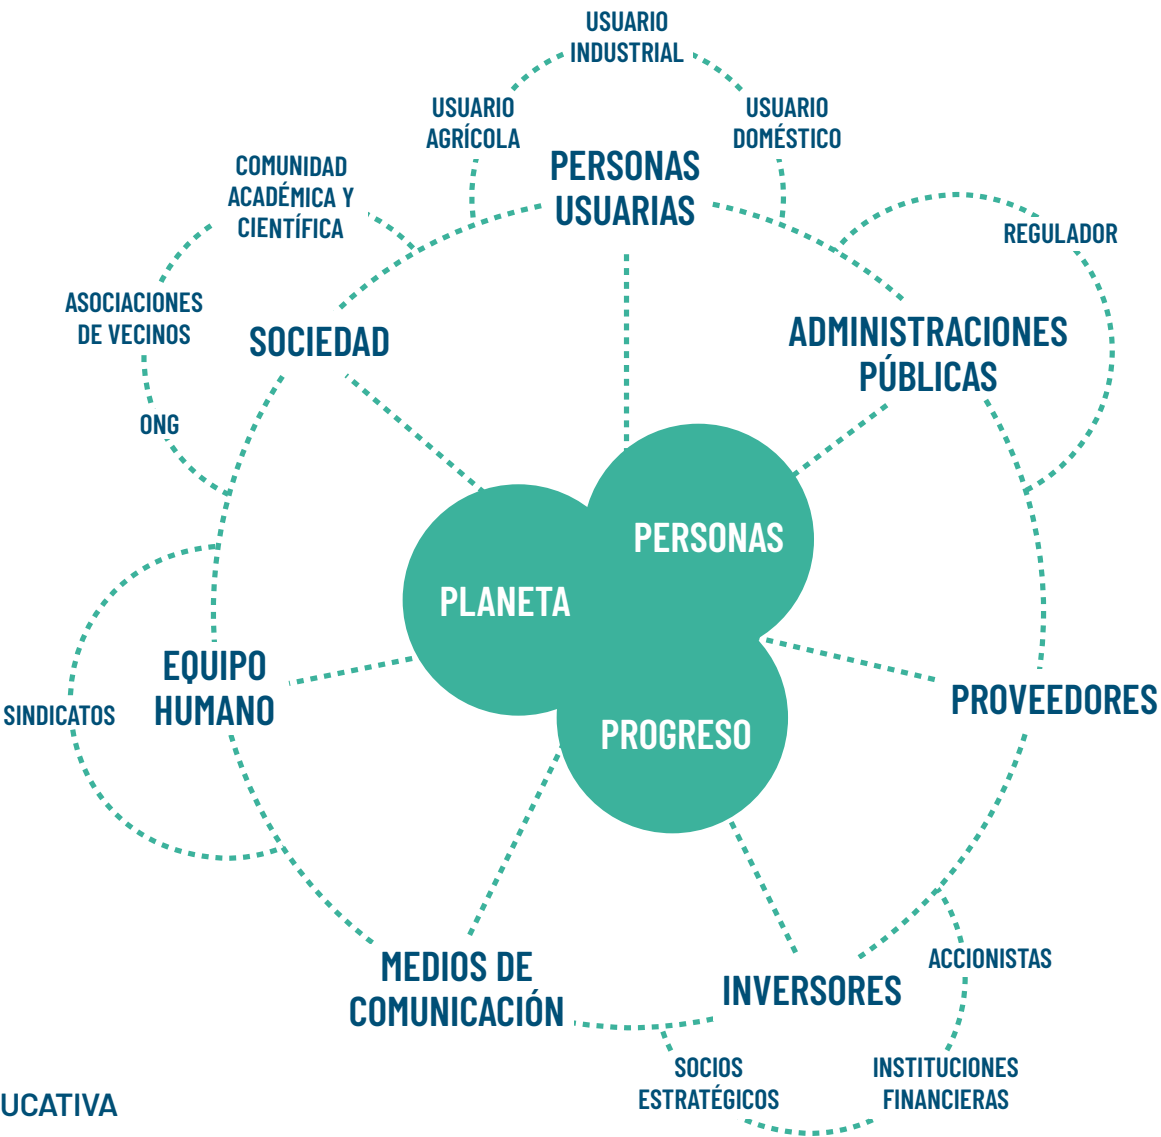 USUARIO
INDUSTRIAL
USUARIO
AGRÍCOLA
USUARIO
DOMÉSTICO
PERSONAS
USUARIAS
COMUNIDAD
ACADÉMICA Y
CIENTÍFICA
REGULADOR
ASOCIACIONES
DE VECINOS
SOCIEDAD
ADMINISTRACIONES
PÚBLICAS
ONG
PERSONAS
PLANETA
EQUIPO
HUMANO
SINDICATOS
PROVEEDORES
PROGRESO
MEDIOS DE
COMUNICACIÓN
INVERSORES
ACCIONISTAS
SOCIOS
ESTRATÉGICOS
INSTITUCIONES
FINANCIERAS
UCATIVA